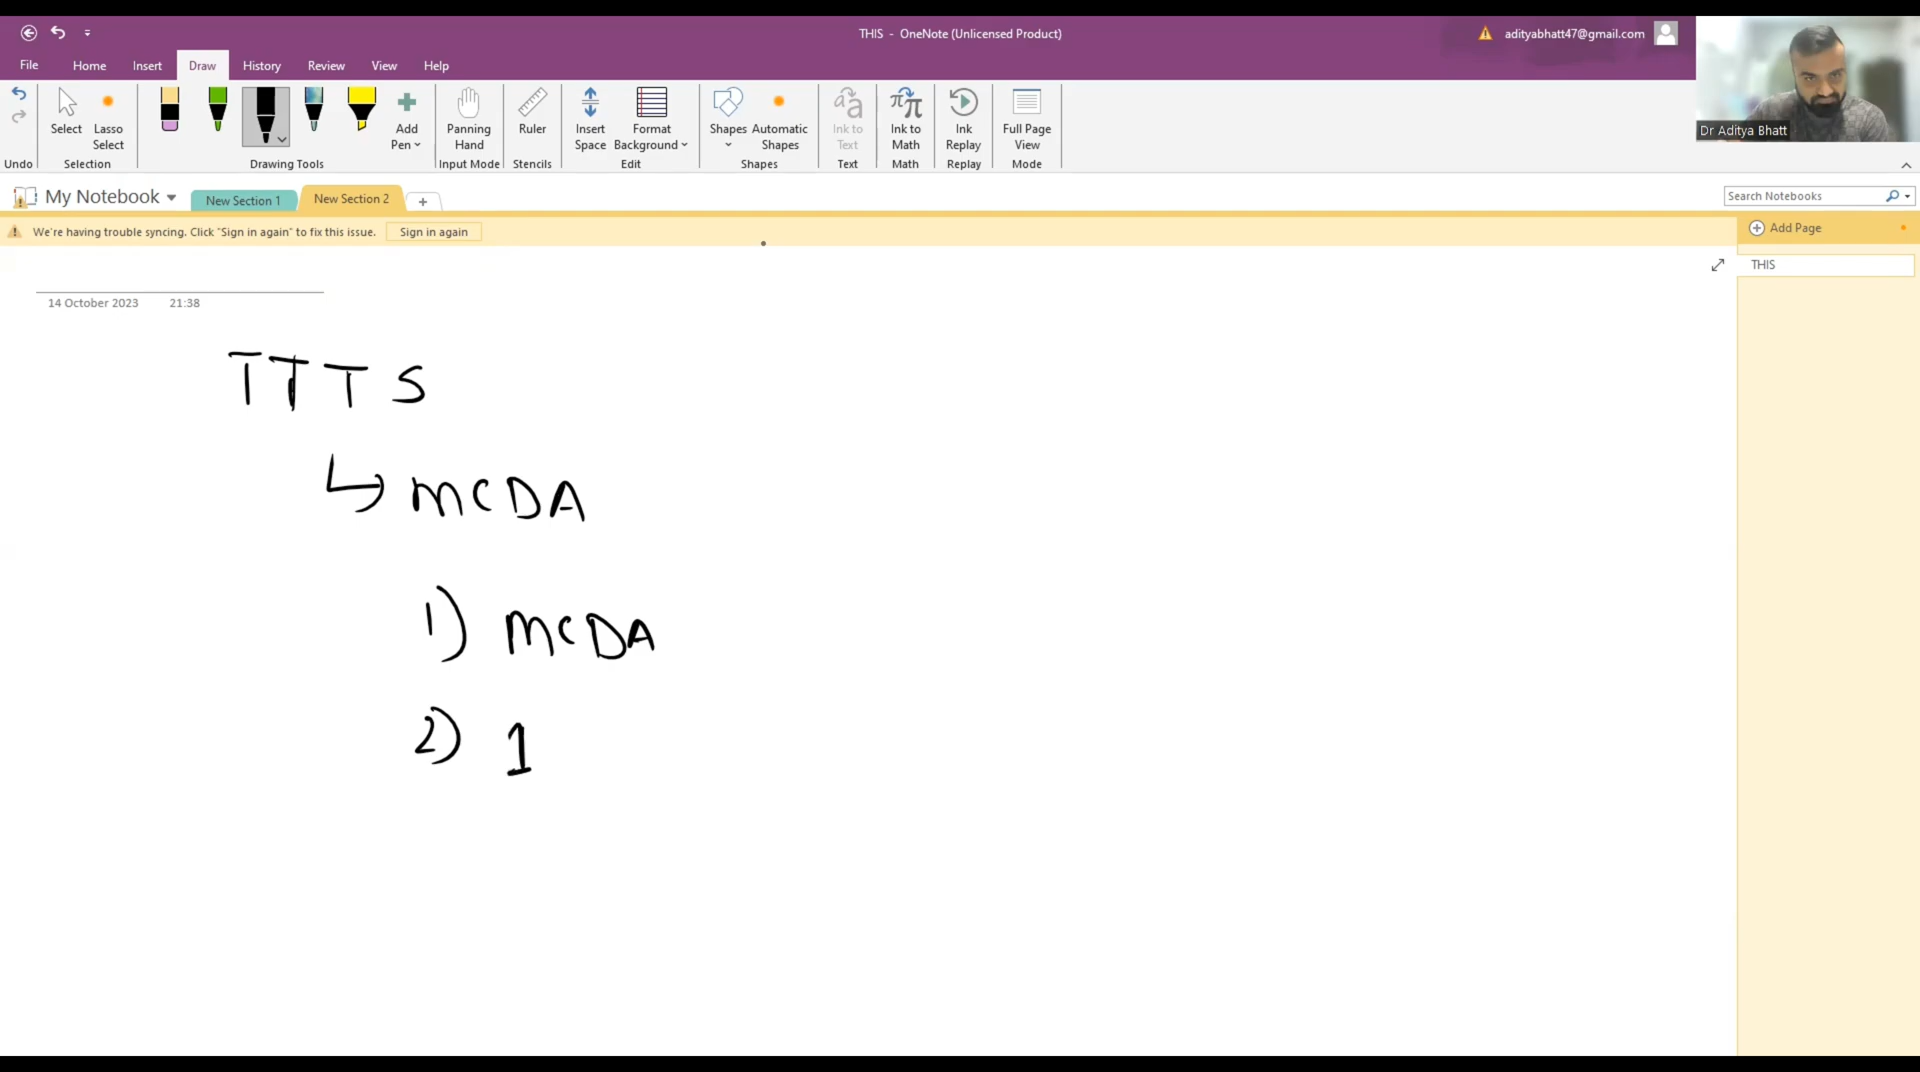 THIS - OneNote (Unlicensed Product)
adityabhatt47@gmail.com
File Home Insert Draw History Review View Help
Select Lasso Select
Add Pen
Panning Hand
Ruler
Insert Space
Format Background
Shapes
Automatic Shapes
Ink to Text
Ink to Math
Ink Replay
Full Page View
Undo Selection Drawing Tools Input Mode Stencils Edit Shapes Text Math Replay Mode
Dr Aditya Bhatt
My Notebook New Section 1 New Section 2 +
Search Notebooks
We're having trouble syncing. Click "Sign in again" to fix this issue. Sign in again
Add Page
THIS
14 October 2023 21:38
TTTS
↳ MCDA
1) MCDA
2) 1